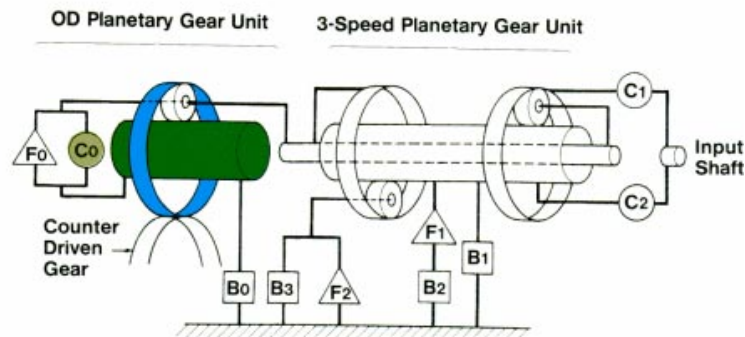 OD Planetary Gear Unit
3-Speed Planetary Gear Unit
F0
C0
C1
Input
Shaft
C2
Counter
Driven
Gear
F1
B1
B0
B3
F2
B2